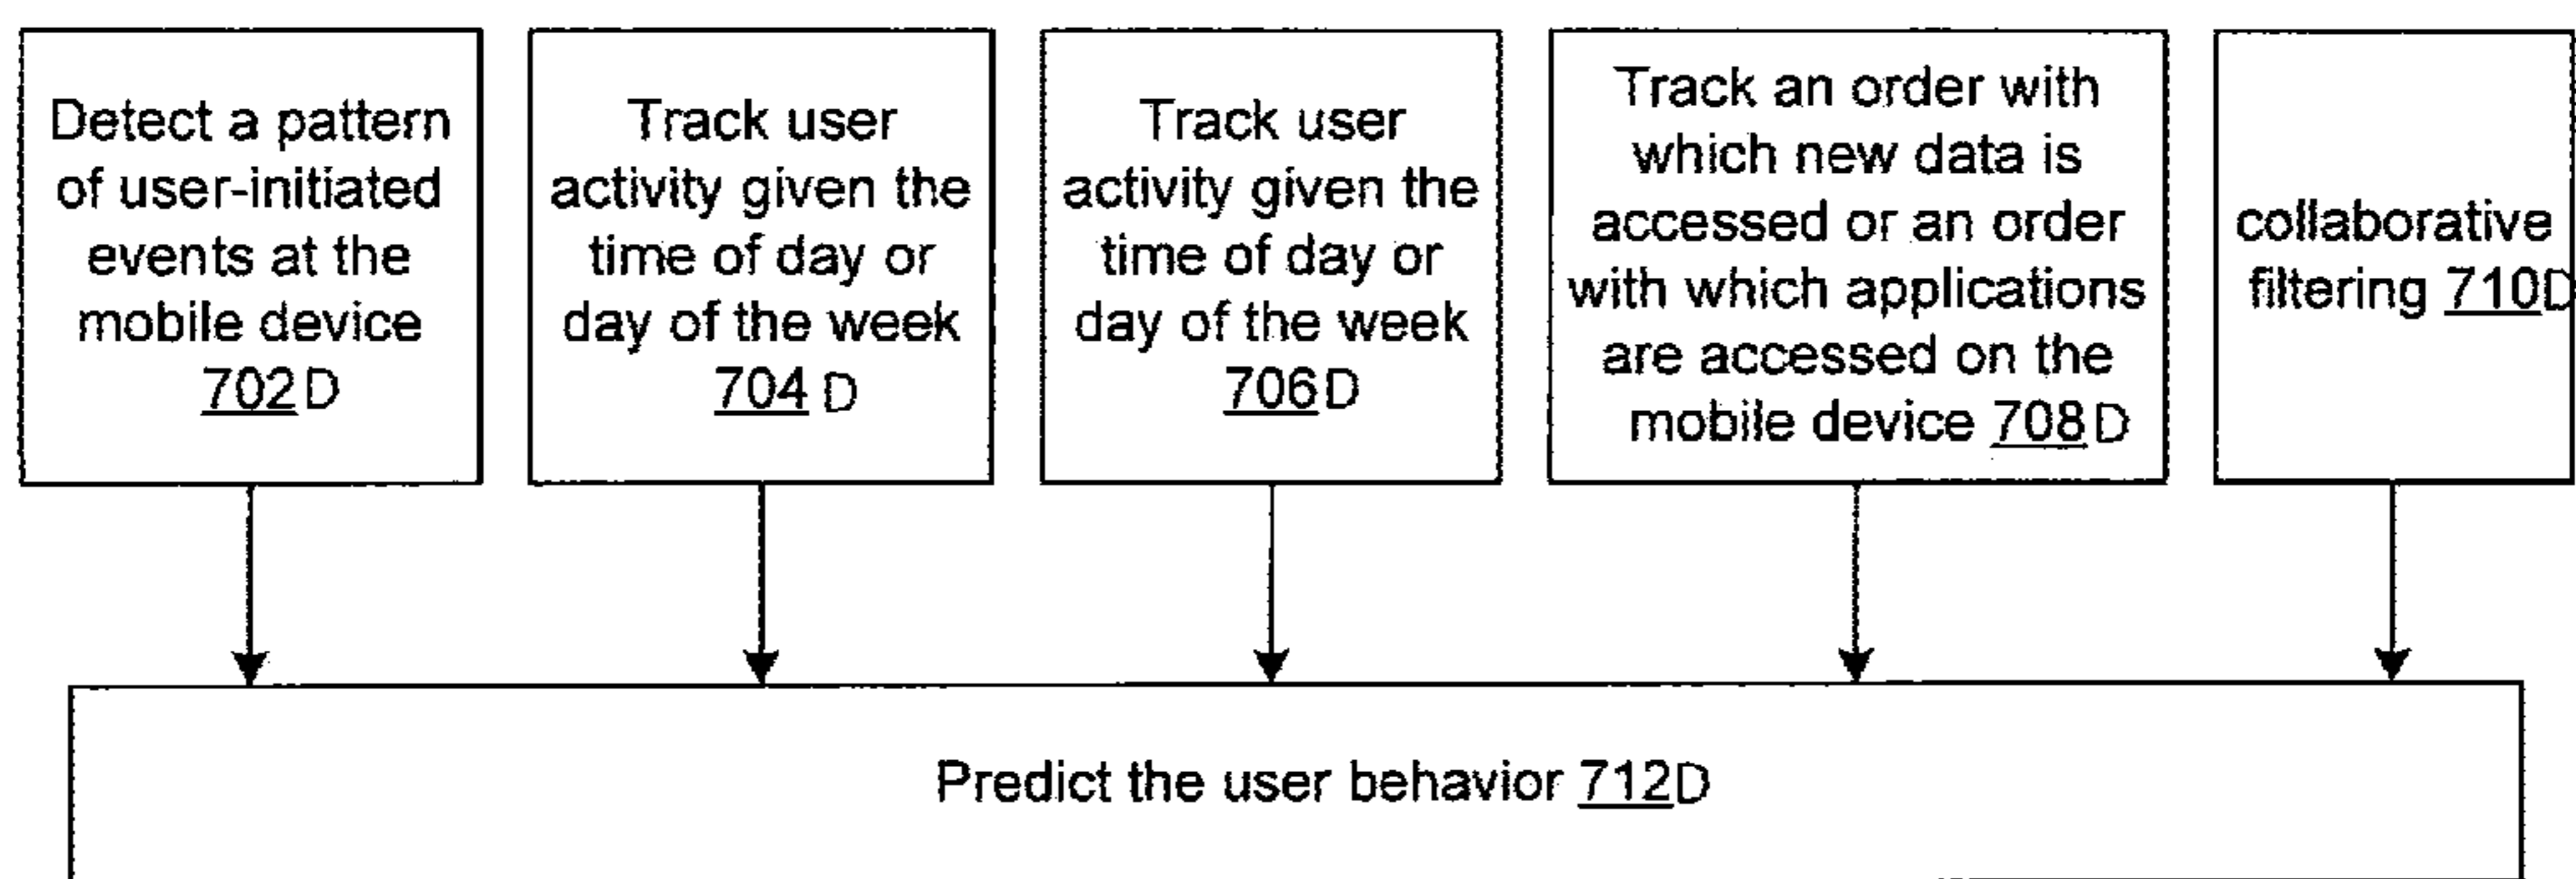 Detect a pattern
of user-initiated
events at the
mobile device
702D
Track user
activity given the
time of day or
day of the week
704 D
Track user
activity given the
time of day or
day of the week
706D
Track an order with
which new data is
accessed or an order
with which applications
are accessed on the
mobile device 708D
collaborative
filtering 710D
Predict the user behavior 712D